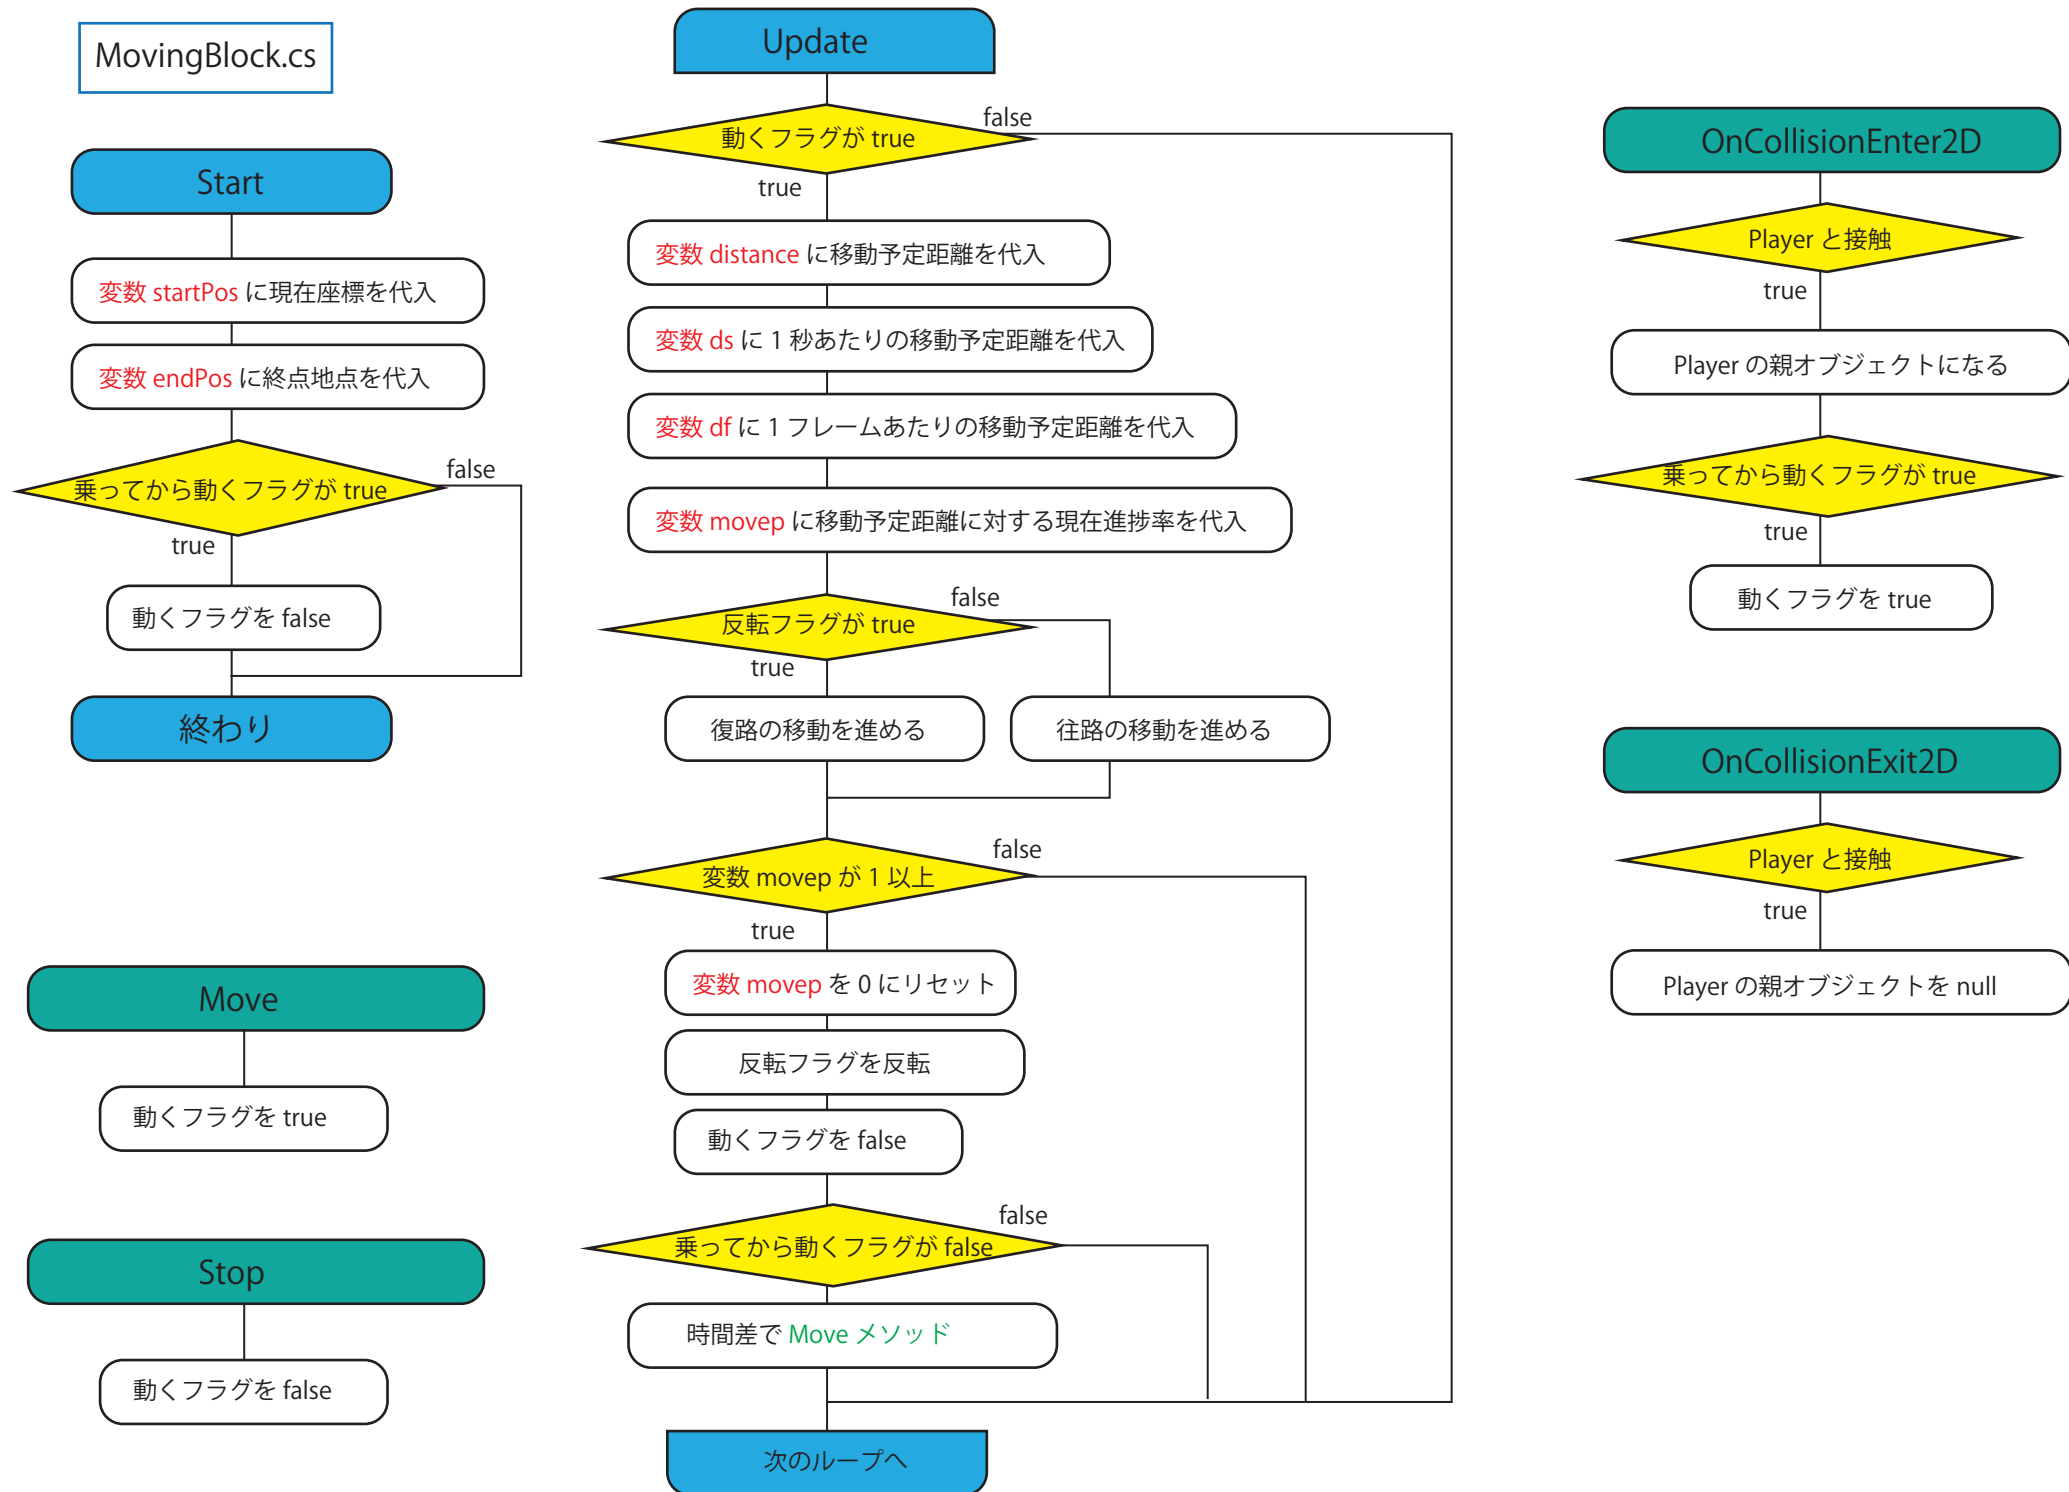 MovingBlock.cs
Start
変数 startPos に現在座標を代入
変数 endPos に終点地点を代入
乗ってから動くフラグが true
false
true
動くフラグを false
終わり
Move
動くフラグを true
Stop
動くフラグを false
Update
動くフラグが true
false
true
変数 distance に移動予定距離を代入
変数 ds に 1 秒あたりの移動予定距離を代入
変数 df に 1 フレームあたりの移動予定距離を代入
変数 movep に移動予定距離に対する現在進捗率を代入
反転フラグが true
false
true
復路の移動を進める
往路の移動を進める
変数 movep が 1 以上
false
true
変数 movep を 0 にリセット
反転フラグを反転
動くフラグを false
乗ってから動くフラグが false
false
時間差で Move メソッド
次のループへ
OnCollisionEnter2D
Player と接触
true
Player の親オブジェクトになる
乗ってから動くフラグが true
true
動くフラグを true
OnCollisionExit2D
Player と接触
true
Player の親オブジェクトを null